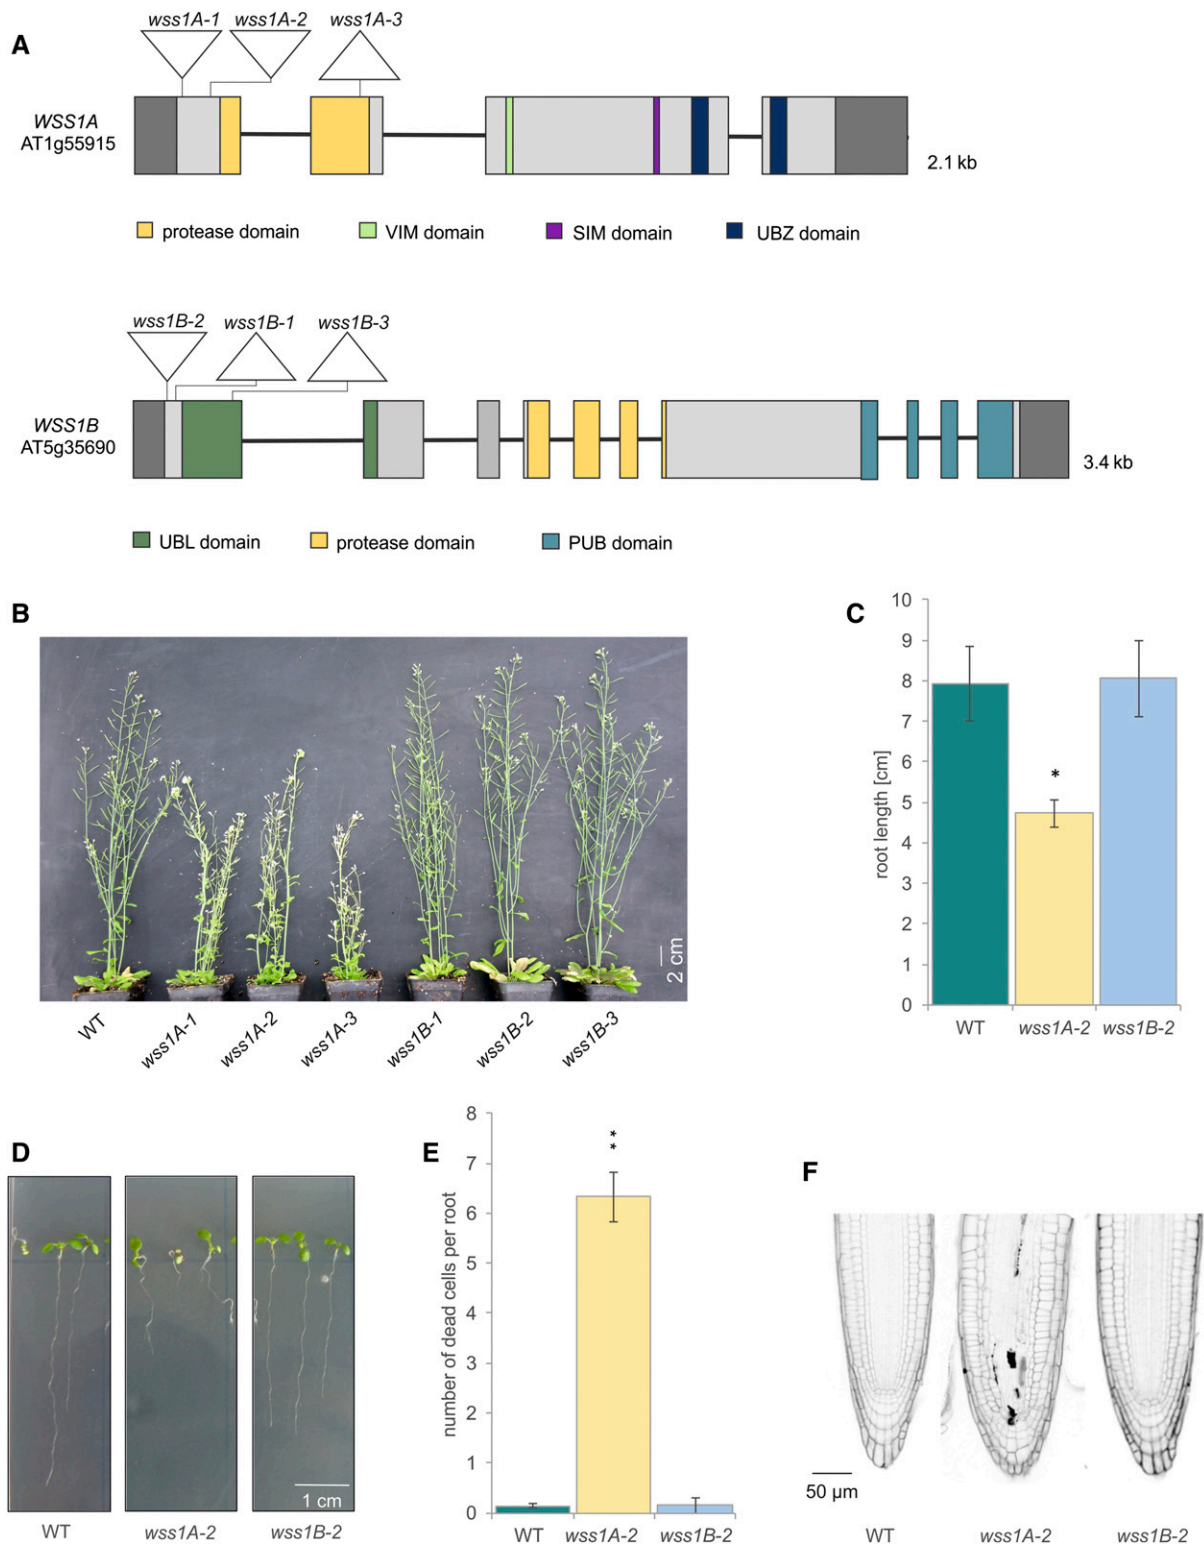 A
wss1A-1 wss1A-2 wss1A-3
WSS1A
AT1g55915
2.1 kb
protease domain VIM domain SIM domain UBZ domain
wss1B-2 wss1B-1 wss1B-3
WSS1B
AT5g35690
3.4 kb
UBL domain protease domain PUB domain
B
2 cm
WT wss1A-1 wss1A-2 wss1A-3 wss1B-1 wss1B-2 wss1B-3
C
root length [cm]
10
9
8
7
6
5
4
3
2
1
0
*
WT wss1A-2 wss1B-2
D
1 cm
WT wss1A-2 wss1B-2
E
number of dead cells per root
8
7
6
5
4
3
2
1
0
**
WT wss1A-2 wss1B-2
F
50 µm
WT wss1A-2 wss1B-2